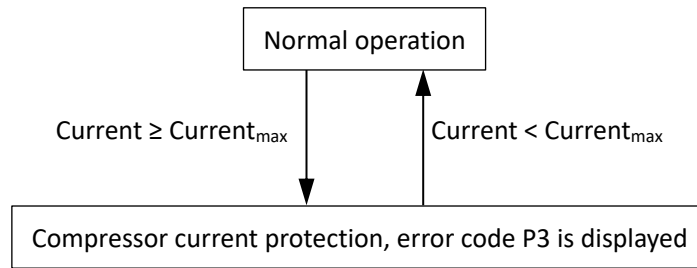 Normal operation
Current ≥ Currentmax
Current < Currentmax
Compressor current protection, error code P3 is displayed